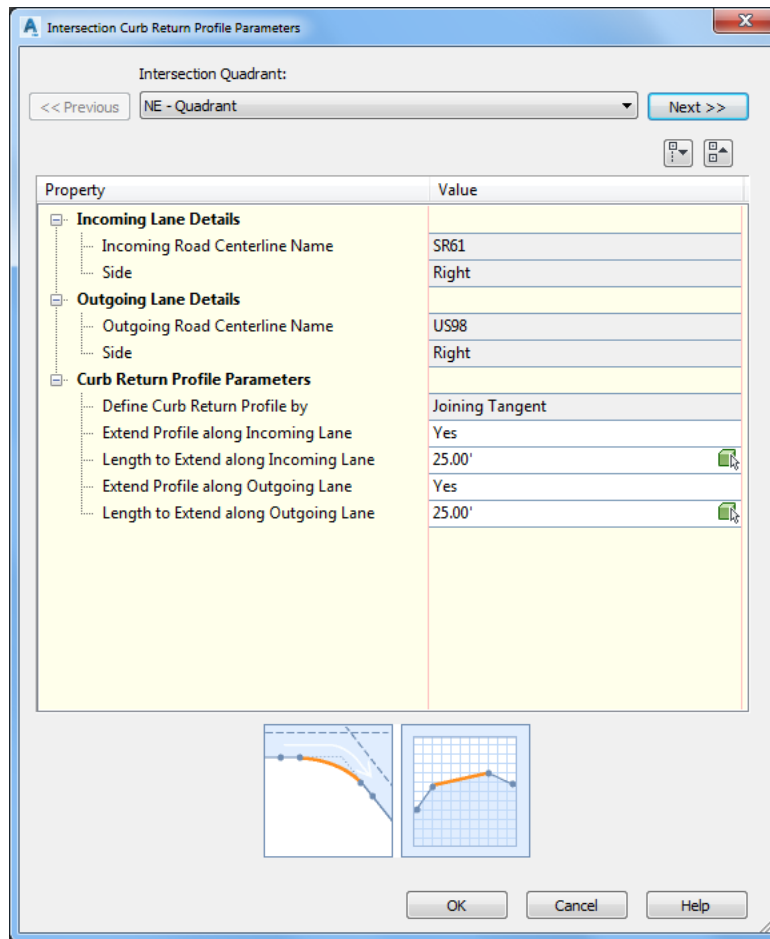 Intersection Curb Return Profile Parameters
Intersection Quadrant:
<< Previous NE - Quadrant Next >>
Property Value
Incoming Lane Details
Incoming Road Centerline Name SR61
Side Right
Outgoing Lane Details
Outgoing Road Centerline Name US98
Side Right
Curb Return Profile Parameters
Define Curb Return Profile by Joining Tangent
Extend Profile along Incoming Lane Yes
Length to Extend along Incoming Lane 25.00'
Extend Profile along Outgoing Lane Yes
Length to Extend along Outgoing Lane 25.00'
OK Cancel Help